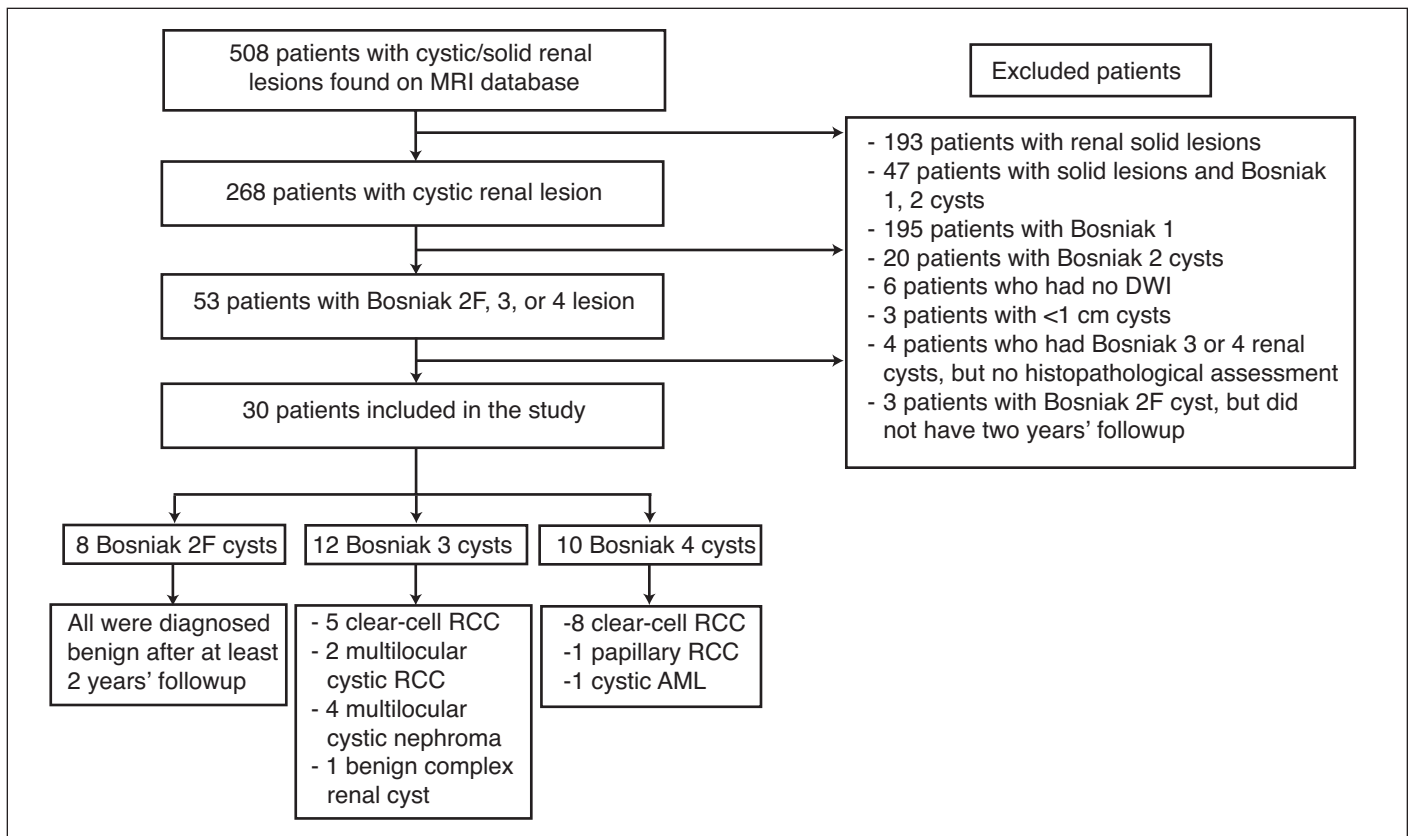 508 patients with cystic/solid renal
lesions found on MRI database
Excluded patients
- 193 patients with renal solid lesions
- 47 patients with solid lesions and Bosniak
1, 2 cysts
- 195 patients with Bosniak 1
- 20 patients with Bosniak 2 cysts
- 6 patients who had no DWI
- 3 patients with <1 cm cysts
- 4 patients who had Bosniak 3 or 4 renal
cysts, but no histopathological assessment
- 3 patients with Bosniak 2F cyst, but did
not have two years' followup
268 patients with cystic renal lesion
53 patients with Bosniak 2F, 3, or 4 lesion
30 patients included in the study
8 Bosniak 2F cysts
12 Bosniak 3 cysts
10 Bosniak 4 cysts
All were diagnosed
benign after at least
2 years' followup
- 5 clear-cell RCC
- 2 multilocular
cystic RCC
- 4 multilocular
cystic nephroma
- 1 benign complex
renal cyst
-8 clear-cell RCC
-1 papillary RCC
-1 cystic AML